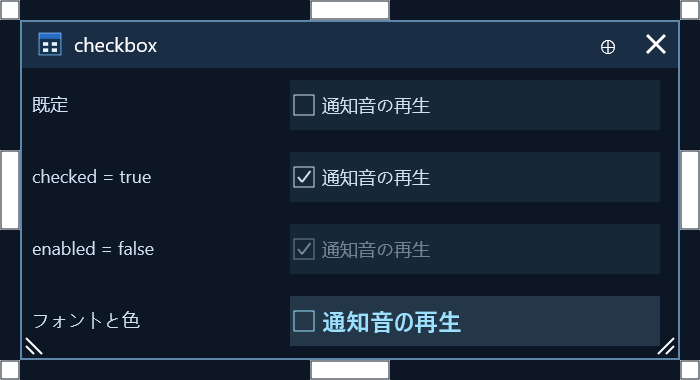 checkbox
既定
通知音の再生
checked = true
通知音の再生
enabled = false
通知音の再生
フォントと色
通知音の再生